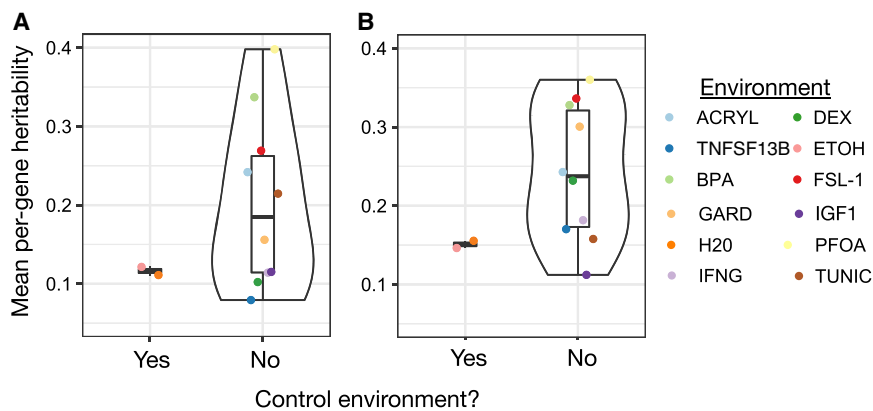 A
B
Mean per-gene heritability
0.4
0.3
0.2
0.1
Yes
No
0.4
0.3
0.2
0.1
Yes
No
Control environment?
Environment
ACRYL
DEX
TNFSF13B
ETOH
BPA
FSL-1
GARD
IGF1
H20
PFOA
IFNG
TUNIC